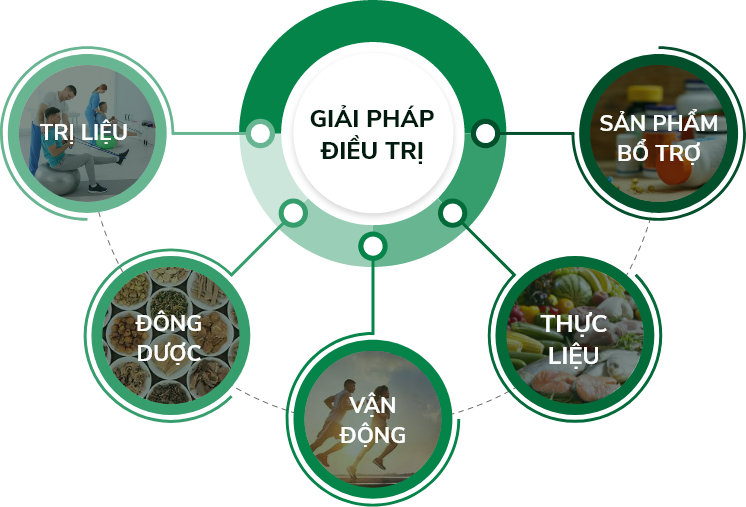 GIẢI PHÁP
ĐIỀU TRỊ
TRỊ LIỆU
SẢN PHẨM
BỔ TRỢ
ĐÔNG
DƯỢC
THỰC
LIỆU
VẬN
ĐỘNG